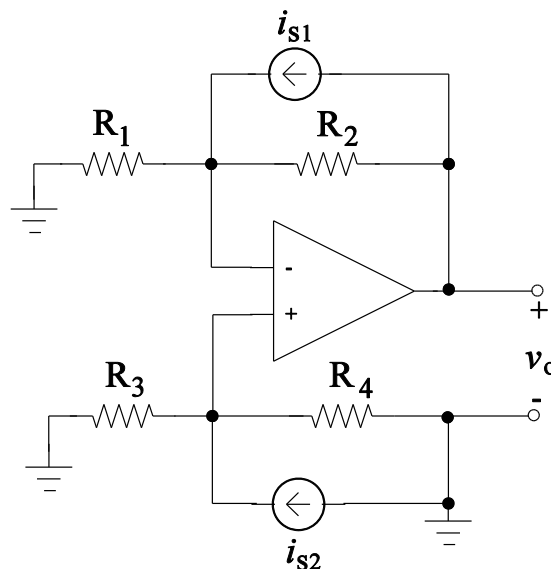 i_s1
R_1
R_2
-
+
+
R_3
R_4
v_o
-
i_s2